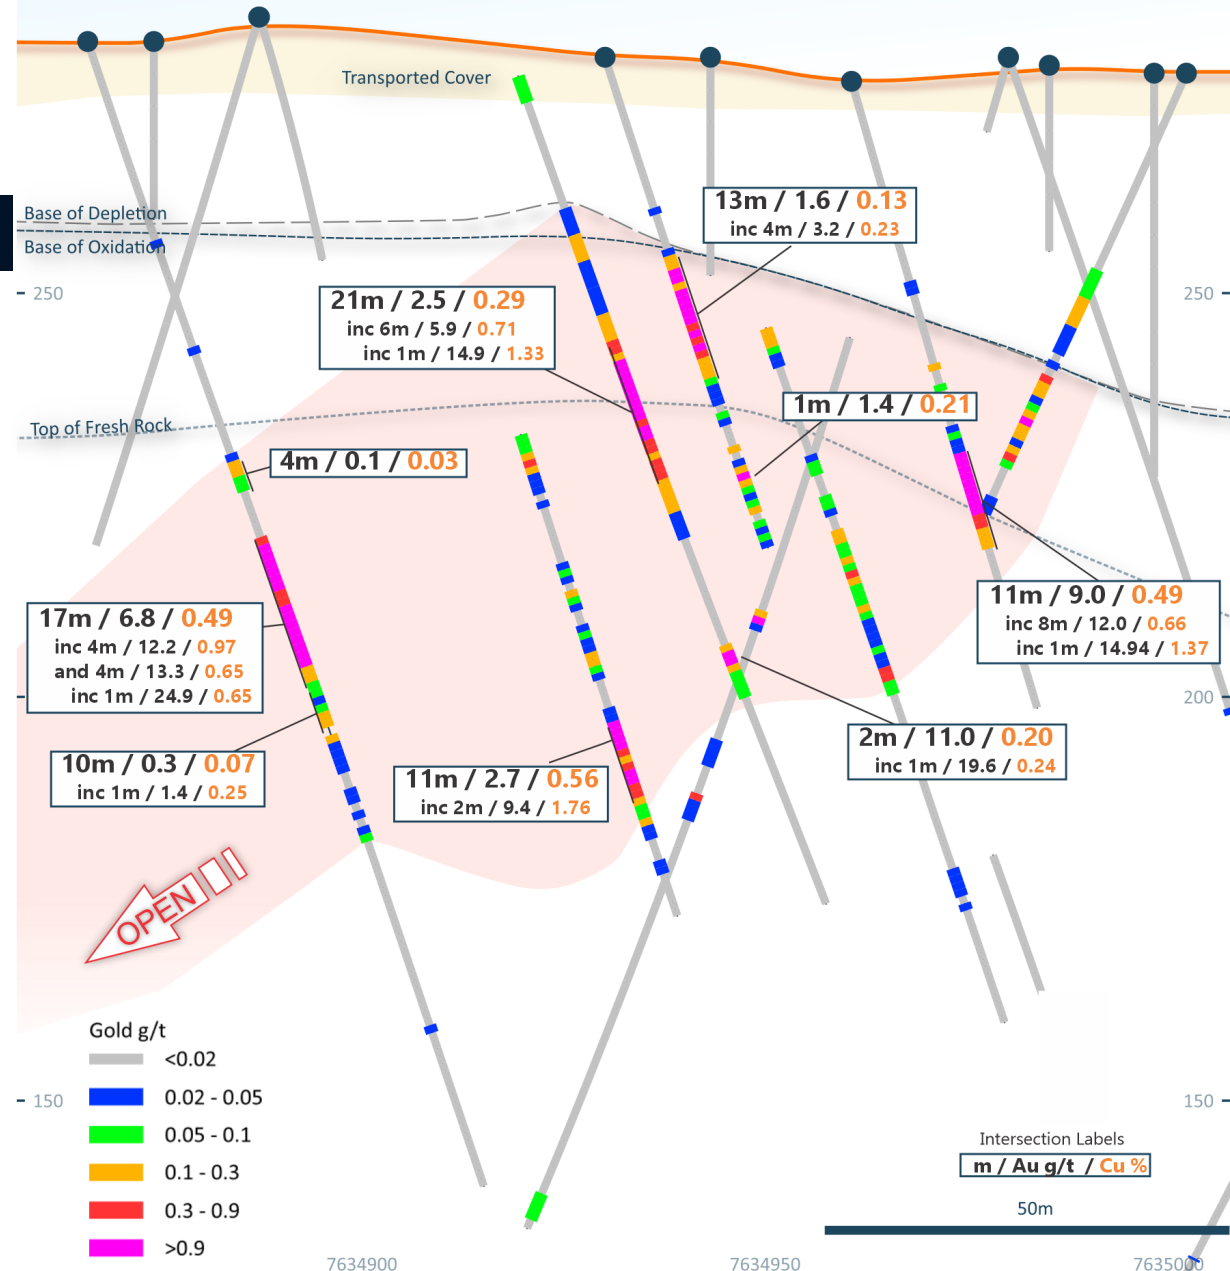 Transported Cover
13m / 1.6 / 0.13
inc 4m / 3.2 / 0.23
Base of Depletion
Base of Oxidation
250
250
21m / 2.5 / 0.29
inc 6m / 5.9 / 0.71
inc 1m / 14.9 / 1.33
1m / 1.4 / 0.21
Top of Fresh Rock
4m / 0.1 / 0.03
11m / 9.0 / 0.49
inc 8m / 12.0 / 0.66
inc 1m / 14.94 / 1.37
17m / 6.8 / 0.49
inc 4m / 12.2 / 0.97
and 4m / 13.3 / 0.65
inc 1m / 24.9 / 0.65
200
2m / 11.0 / 0.20
inc 1m / 19.6 / 0.24
10m / 0.3 / 0.07
inc 1m / 1.4 / 0.25
11m / 2.7 / 0.56
inc 2m / 9.4 / 1.76
OPEN
Gold g/t
<0.02
0.02 - 0.05
0.05 - 0.1
0.1 - 0.3
0.3 - 0.9
>0.9
150
150
Intersection Labels
m / Au g/t / Cu %
50m
7634900
7634950
7635000